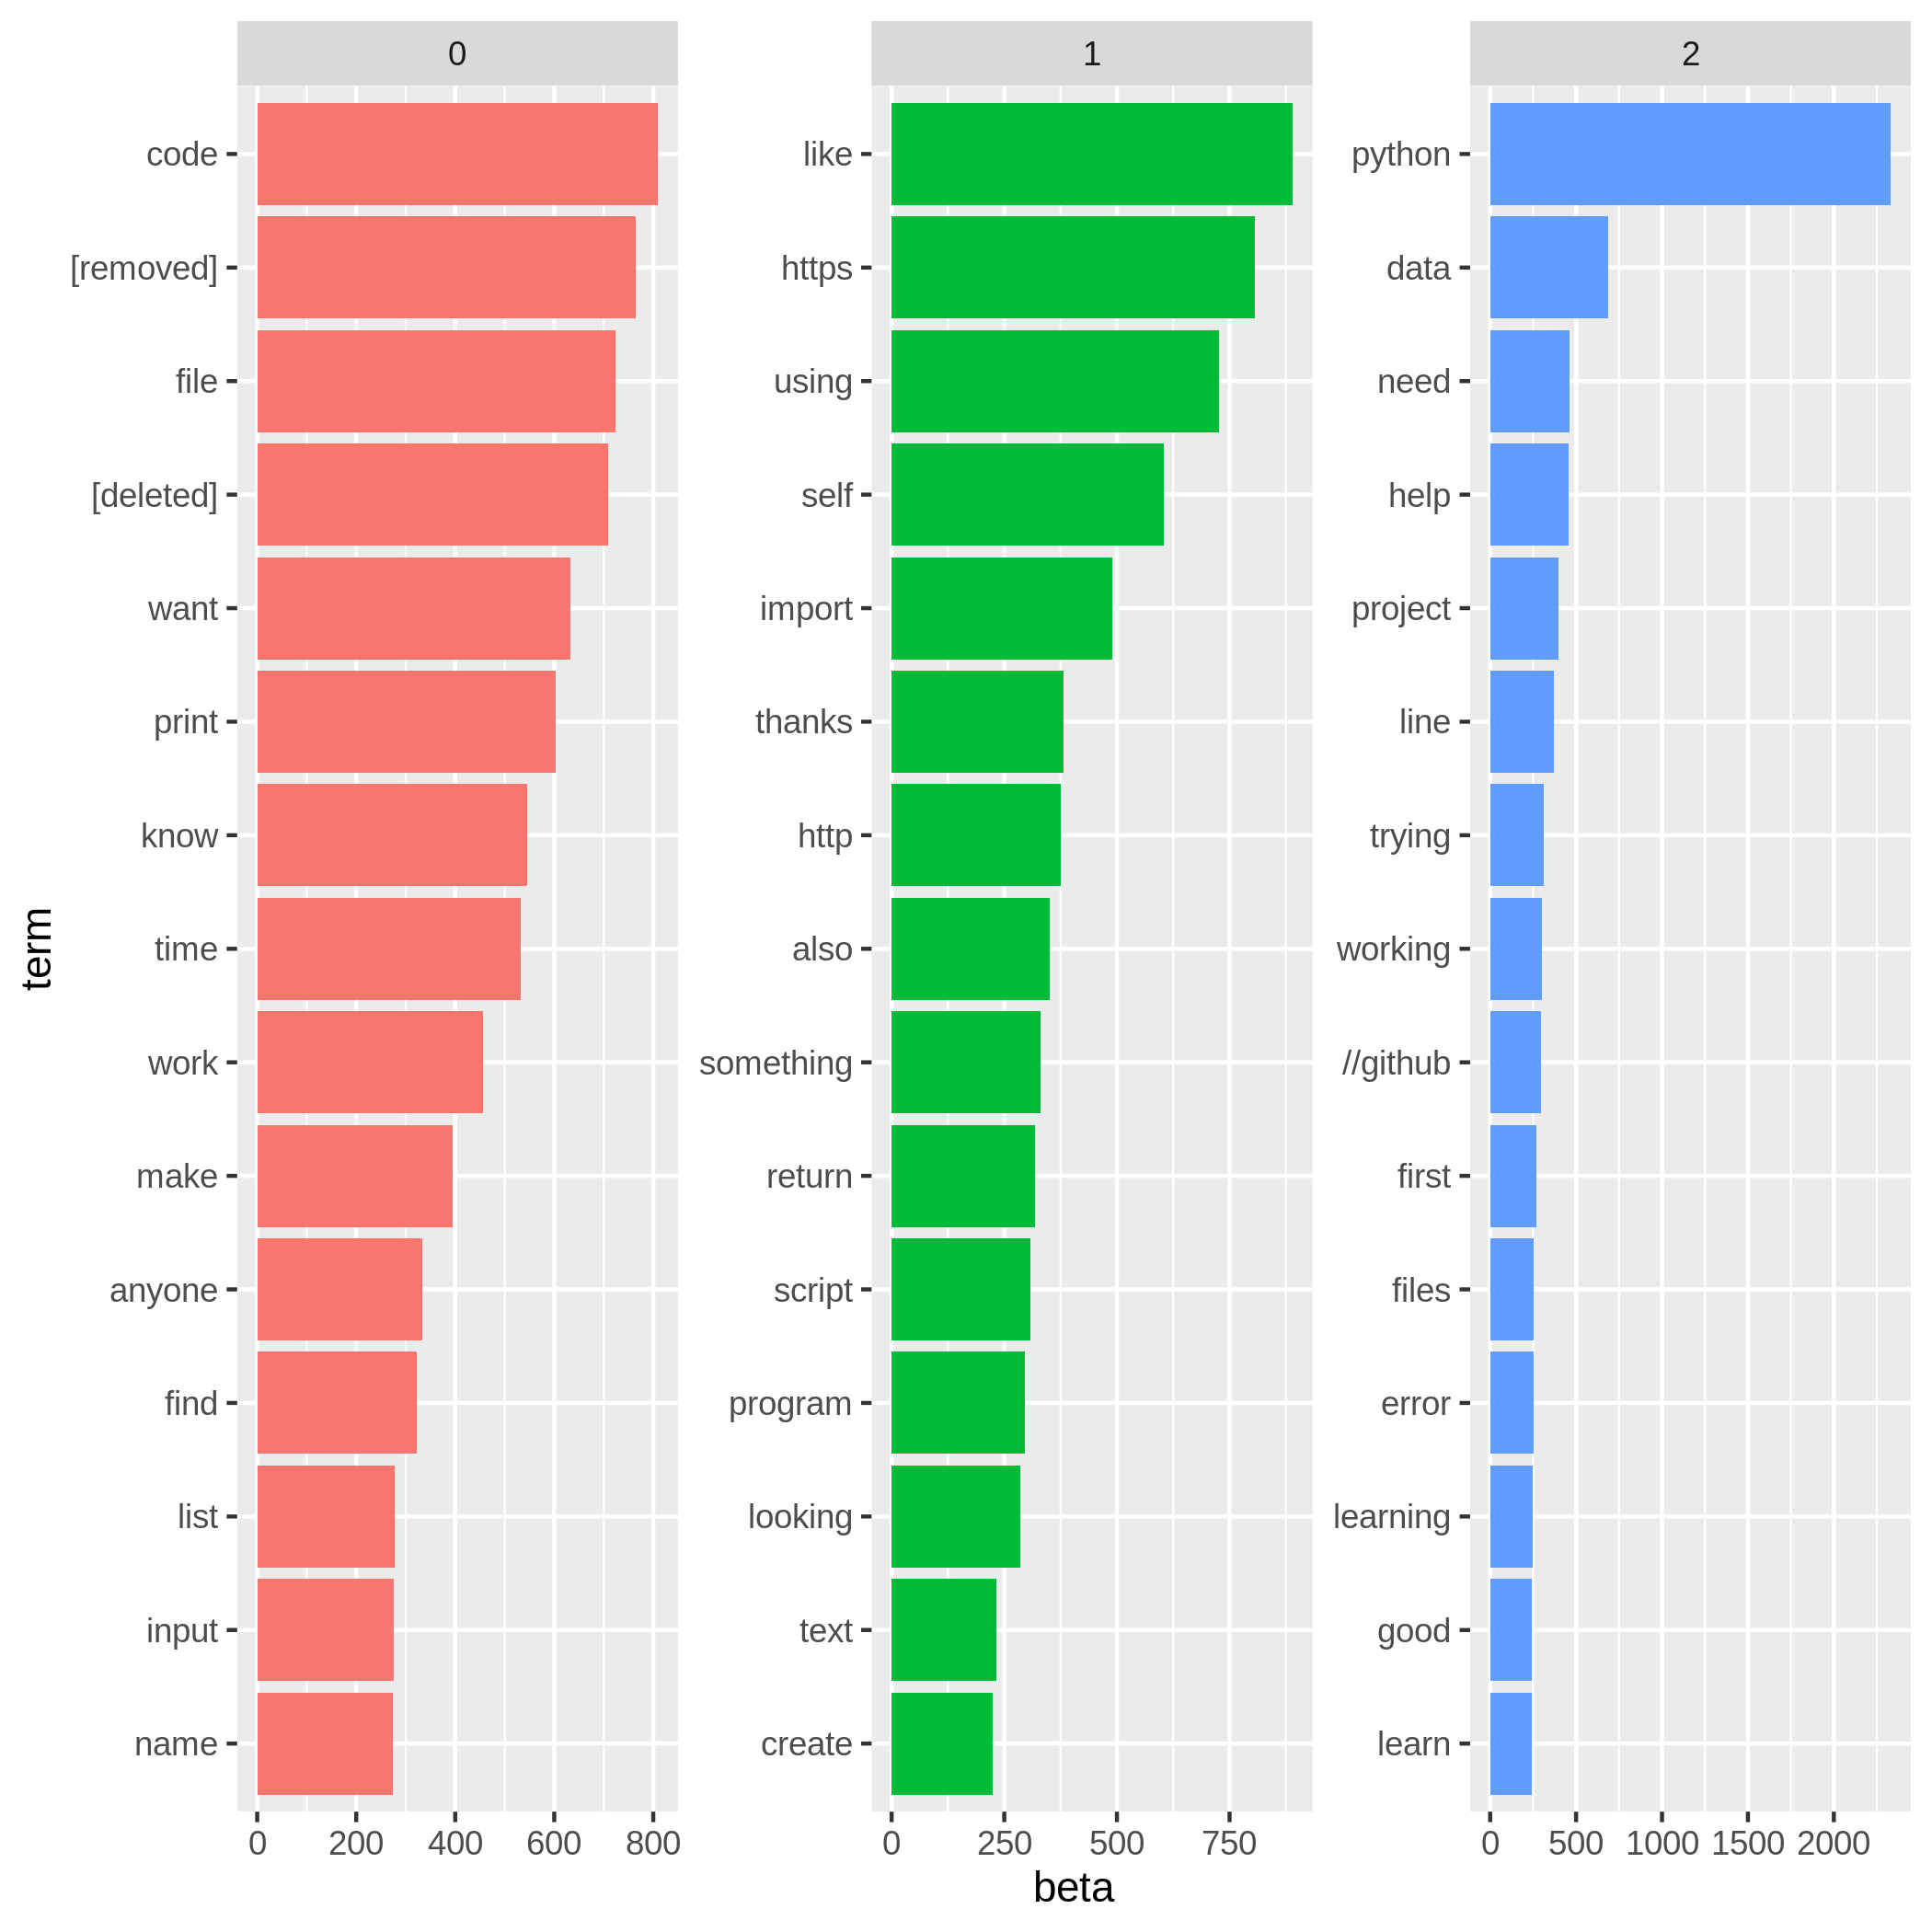 0
1
2
term
code
[removed]
file
[deleted]
want
print
know
time
work
make
anyone
find
list
input
name
like
https
using
self
import
thanks
http
also
something
return
script
program
looking
text
create
python
data
need
help
project
line
trying
working
//github
first
files
error
learning
good
learn
0 200 400 600 800
0 250 500 750
0 500 1000 1500 2000
beta